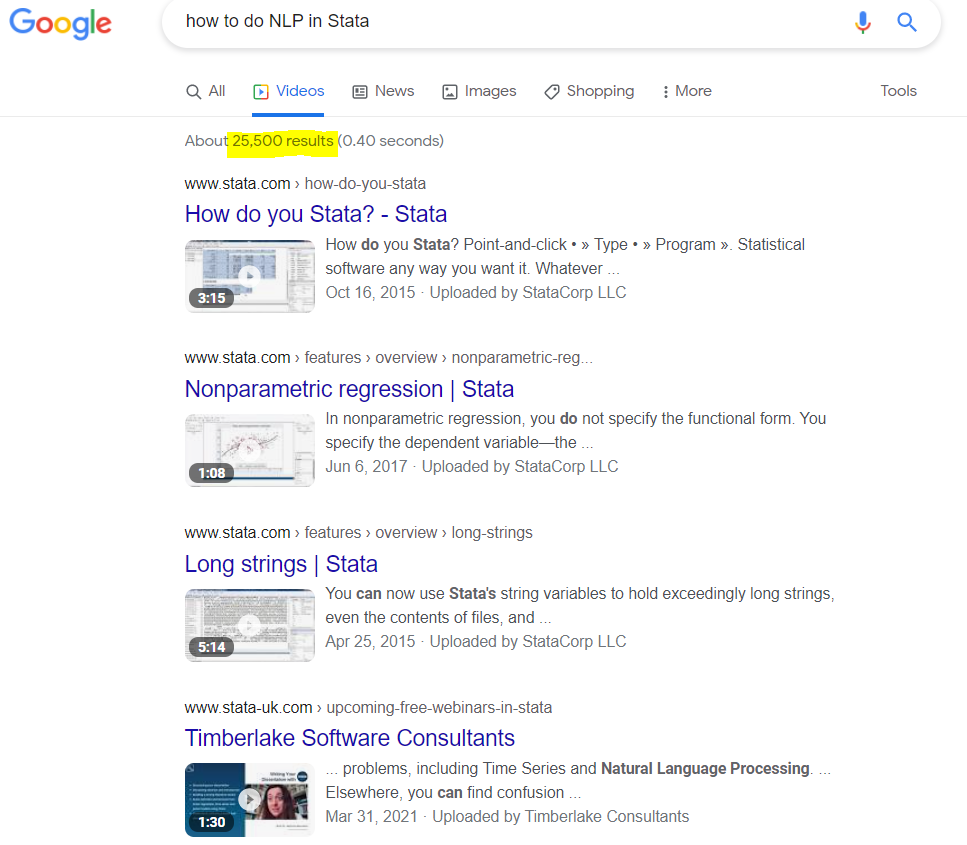 Google
how to do NLP in Stata
All Videos News Images Shopping More Tools
About 25,500 results (0.40 seconds)
www.stata.com › how-do-you-stata
How do you Stata? - Stata
How do you Stata? Point-and-click • » Type • » Program ». Statistical
software any way you want it. Whatever ...
3:15
Oct 16, 2015 · Uploaded by StataCorp LLC
www.stata.com › features › overview › nonparametric-reg...
Nonparametric regression | Stata
In nonparametric regression, you do not specify the functional form. You
specify the dependent variable—the ...
1:08
Jun 6, 2017 · Uploaded by StataCorp LLC
www.stata.com › features › overview › long-strings
Long strings | Stata
You can now use Stata's string variables to hold exceedingly long strings,
even the contents of files, and ...
5:14
Apr 25, 2015 · Uploaded by StataCorp LLC
www.stata-uk.com › upcoming-free-webinars-in-stata
Timberlake Software Consultants
... problems, including Time Series and Natural Language Processing. ...
Elsewhere, you can find confusion ...
Writing Your
Dissertation with
1:30
Mar 31, 2021 · Uploaded by Timberlake Consultants